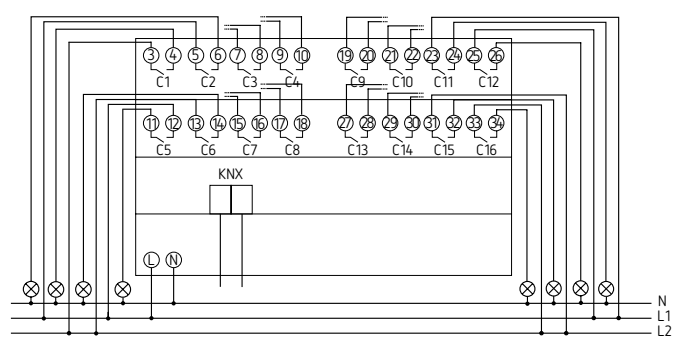 3 4 5 6 7 8 9 10 19 20 21 22 23 24 25 26
C1 C2 C3 C4 C9 C10 C11 C12
11 12 13 14 15 16 17 18 27 28 29 30 31 32 33 34
C5 C6 C7 C8 C13 C14 C15 C16
KNX
L N
N
L1
L2